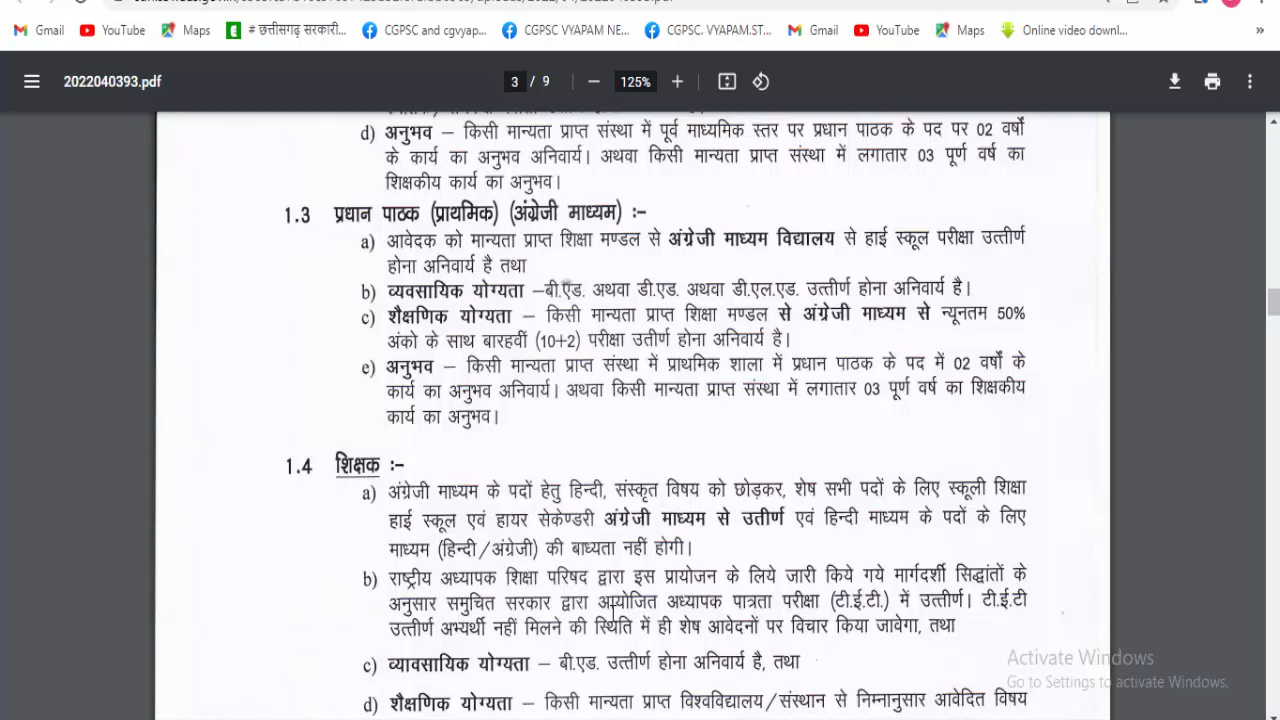 Gmail YouTube Maps # छत्तीसगढ़ सरकारी... CGPSC and cgvyap... CGPSC VYAPAM NE... CGPSC. VYAPAM.ST... Gmail YouTube Maps Online video downl... »
2022040393.pdf 3 / 9 − 125% +
d) अनुभव – किसी मान्यता प्राप्त संस्था में पूर्व माध्यमिक स्तर पर प्रधान पाठक के पद पर 02 वर्षों
के कार्य का अनुभव अनिवार्य। अथवा किसी मान्यता प्राप्त संस्था में लगातार 03 पूर्ण वर्ष का
शिक्षकीय कार्य का अनुभव।
1.3 प्रधान पाठक (प्राथमिक) (अंग्रेजी माध्यम) :-
a) आवेदक को मान्यता प्राप्त शिक्षा मण्डल से अंग्रेजी माध्यम विद्यालय से हाई स्कूल परीक्षा उत्तीर्ण
होना अनिवार्य है तथा
b) व्यवसायिक योग्यता –बी.एड. अथवा डी.एड. अथवा डी.एल.एड. उत्तीर्ण होना अनिवार्य है।
c) शैक्षणिक योग्यता – किसी मान्यता प्राप्त शिक्षा मण्डल से अंग्रेजी माध्यम से न्यूनतम 50%
अंको के साथ बारहवीं (10+2) परीक्षा उतीर्ण होना अनिवार्य है।
e) अनुभव – किसी मान्यता प्राप्त संस्था में प्राथमिक शाला में प्रधान पाठक के पद में 02 वर्षों के
कार्य का अनुभव अनिवार्य। अथवा किसी मान्यता प्राप्त संस्था में लगातार 03 पूर्ण वर्ष का शिक्षकीय
कार्य का अनुभव।
1.4 शिक्षक :-
a) अंग्रेजी माध्यम के पदों हेतु हिन्दी, संस्कृत विषय को छोड़कर, शेष सभी पदों के लिए स्कूली शिक्षा
हाई स्कूल एवं हायर सेकेण्डरी अंग्रेजी माध्यम से उतीर्ण एवं हिन्दी माध्यम के पदों के लिए
माध्यम (हिन्दी/अंग्रेजी) की बाध्यता नहीं होगी।
b) राष्ट्रीय अध्यापक शिक्षा परिषद द्वारा इस प्रायोजन के लिये जारी किये गये मार्गदर्शी सिद्धांतों के
अनुसार समुचित सरकार द्वारा आयोजित अध्यापक पात्रता परीक्षा (टी.ई.टी.) में उत्तीर्ण। टी.ई.टी
उत्तीर्ण अभ्यर्थी नहीं मिलने की स्थिति में ही शेष आवेदनों पर विचार किया जावेगा, तथा
c) व्यावसायिक योग्यता – बी.एड. उत्तीर्ण होना अनिवार्य है, तथा
Activate Windows
Go to Settings to activate Windows.
d) शैक्षणिक योग्यता – किसी मान्यता प्राप्त विश्वविद्यालय/संस्थान से निम्नानुसार आवेदित विषय